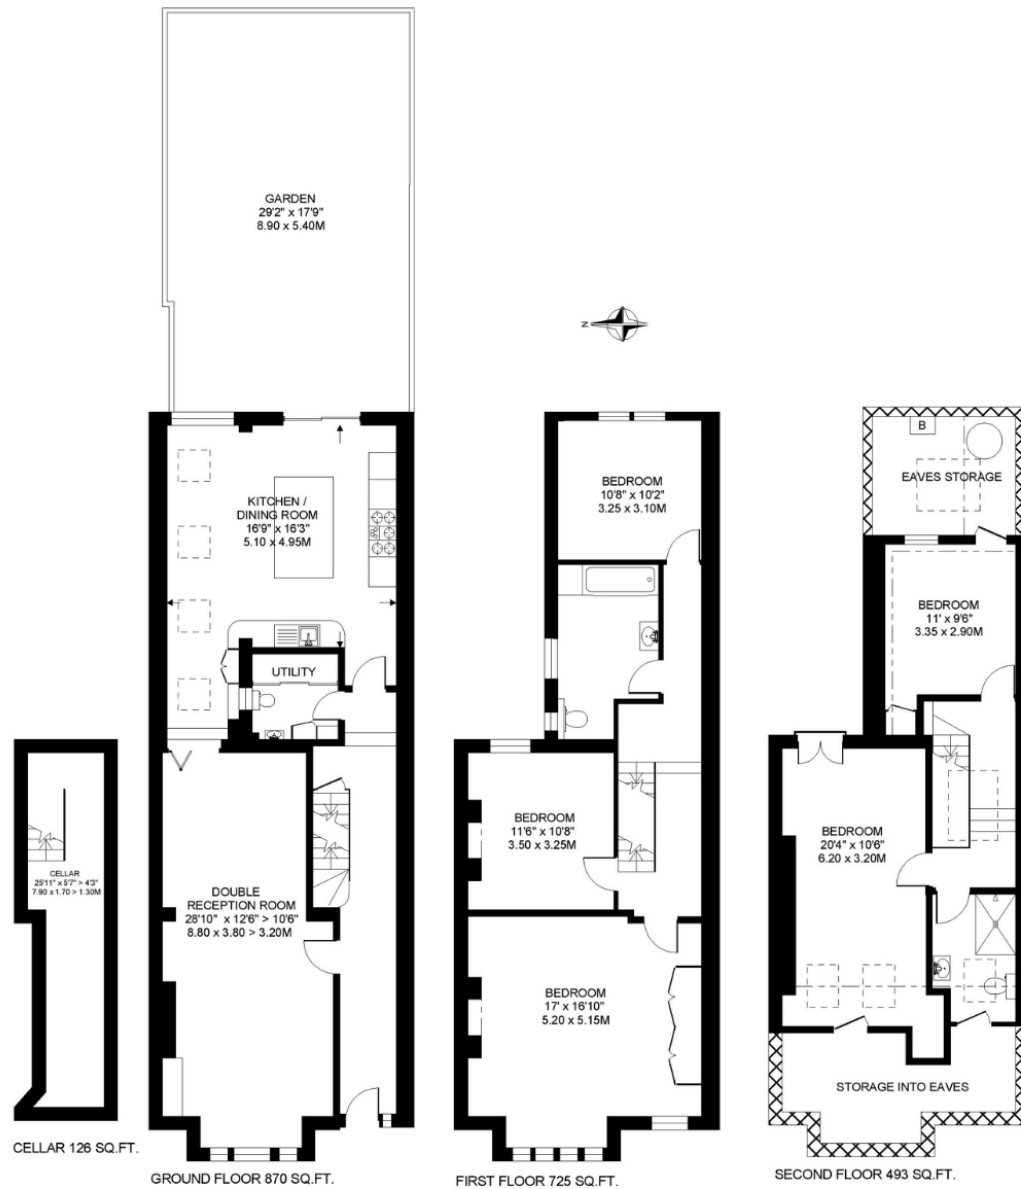 GARDEN
29'2" x 17'9"
8.90 x 5.40M
N
KITCHEN /
DINING ROOM
16'9" x 16'3"
5.10 x 4.95M
UTILITY
DOUBLE
RECEPTION ROOM
28'10" x 12'6" > 10'6"
8.80 x 3.80 > 3.20M
CELLAR
25'11" x 5'7" > 4'3"
7.90 x 1.70 > 1.30M
CELLAR 126 SQ.FT.
GROUND FLOOR 870 SQ.FT.
BEDROOM
10'8" x 10'2"
3.25 x 3.10M
BEDROOM
11'6" x 10'8"
3.50 x 3.25M
BEDROOM
17' x 16'10"
5.20 x 5.15M
FIRST FLOOR 725 SQ.FT.
B
EAVES STORAGE
BEDROOM
11' x 9'6"
3.35 x 2.90M
BEDROOM
20'4" x 10'6"
6.20 x 3.20M
STORAGE INTO EAVES
SECOND FLOOR 493 SQ.FT.